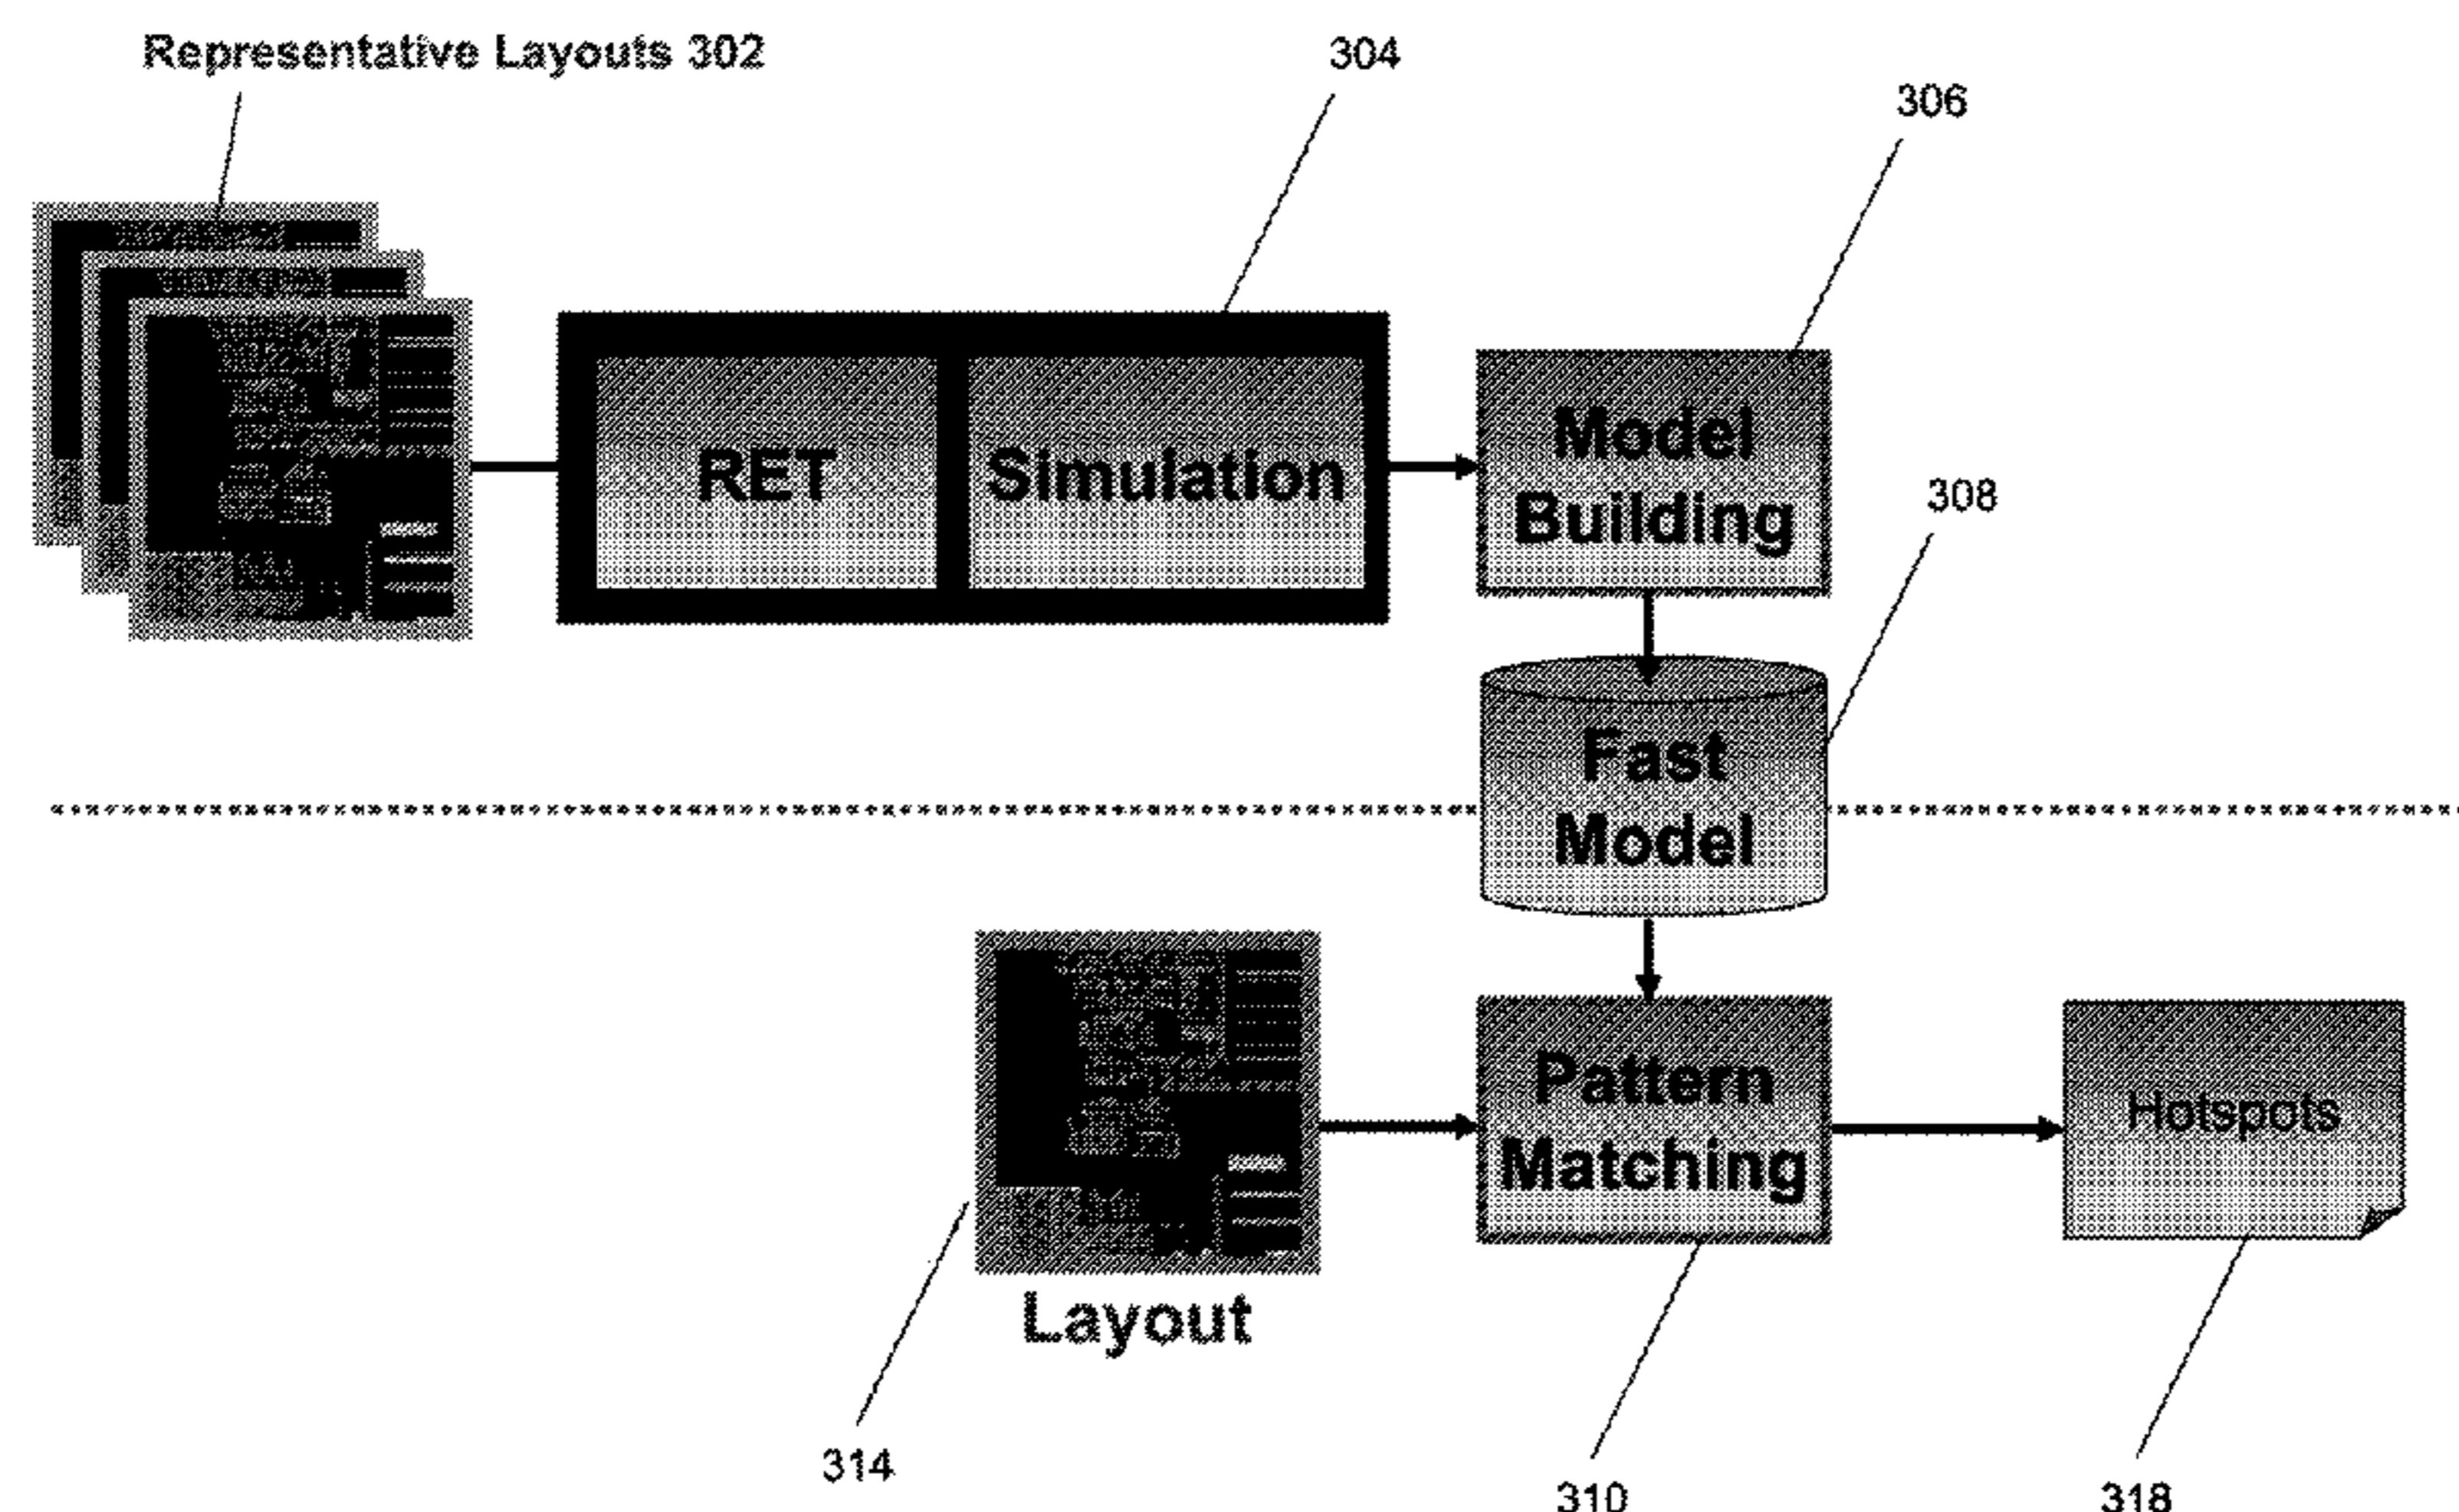 Representative Layouts 302
304
306
RET
Simulation
Model
Building
308
Fast
Model
Pattern
Matching
Hotspots
Layout
314
310
318